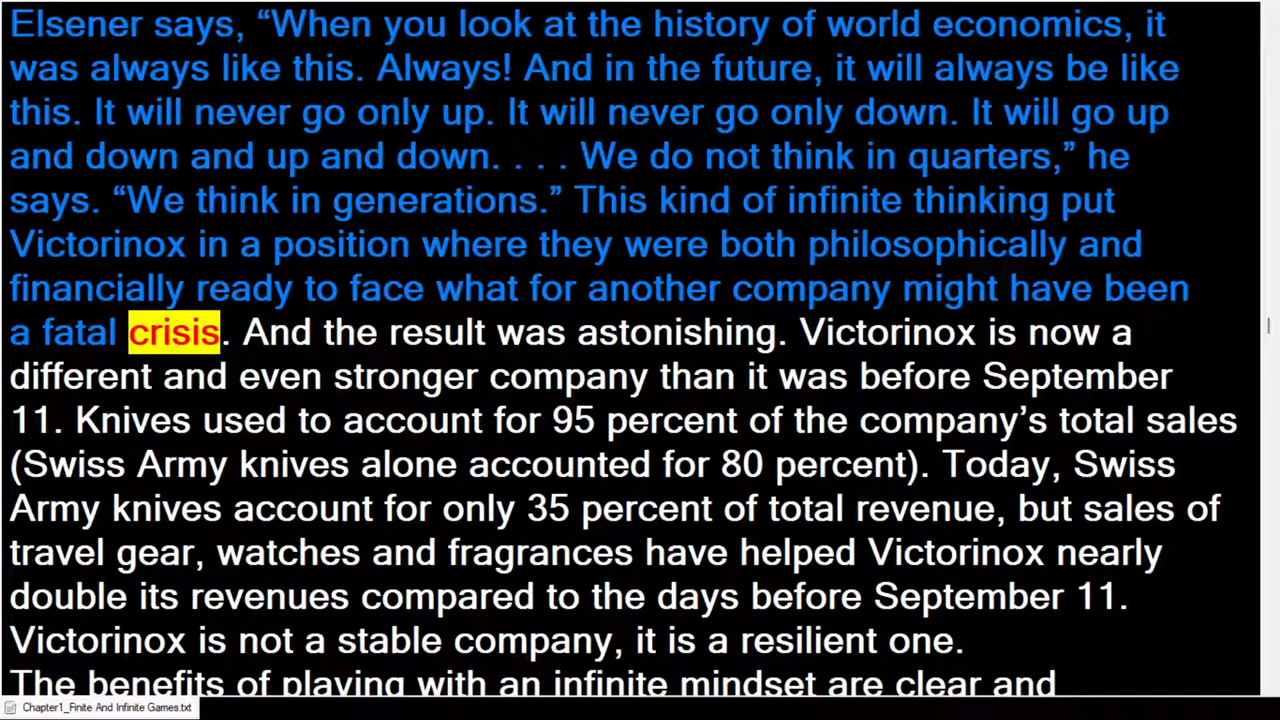 Elsener says, “When you look at the history of world economics, it
was always like this. Always! And in the future, it will always be like
this. It will never go only up. It will never go only down. It will go up
and down and up and down. . . . We do not think in quarters,” he
says. “We think in generations.” This kind of infinite thinking put
Victorinox in a position where they were both philosophically and
financially ready to face what for another company might have been
a fatal crisis. And the result was astonishing. Victorinox is now a
different and even stronger company than it was before September
11. Knives used to account for 95 percent of the company’s total sales
(Swiss Army knives alone accounted for 80 percent). Today, Swiss
Army knives account for only 35 percent of total revenue, but sales of
travel gear, watches and fragrances have helped Victorinox nearly
double its revenues compared to the days before September 11.
Victorinox is not a stable company, it is a resilient one.
The benefits of playing with an infinite mindset are clear and
Chapter1_Finite And Infinite Games.txt